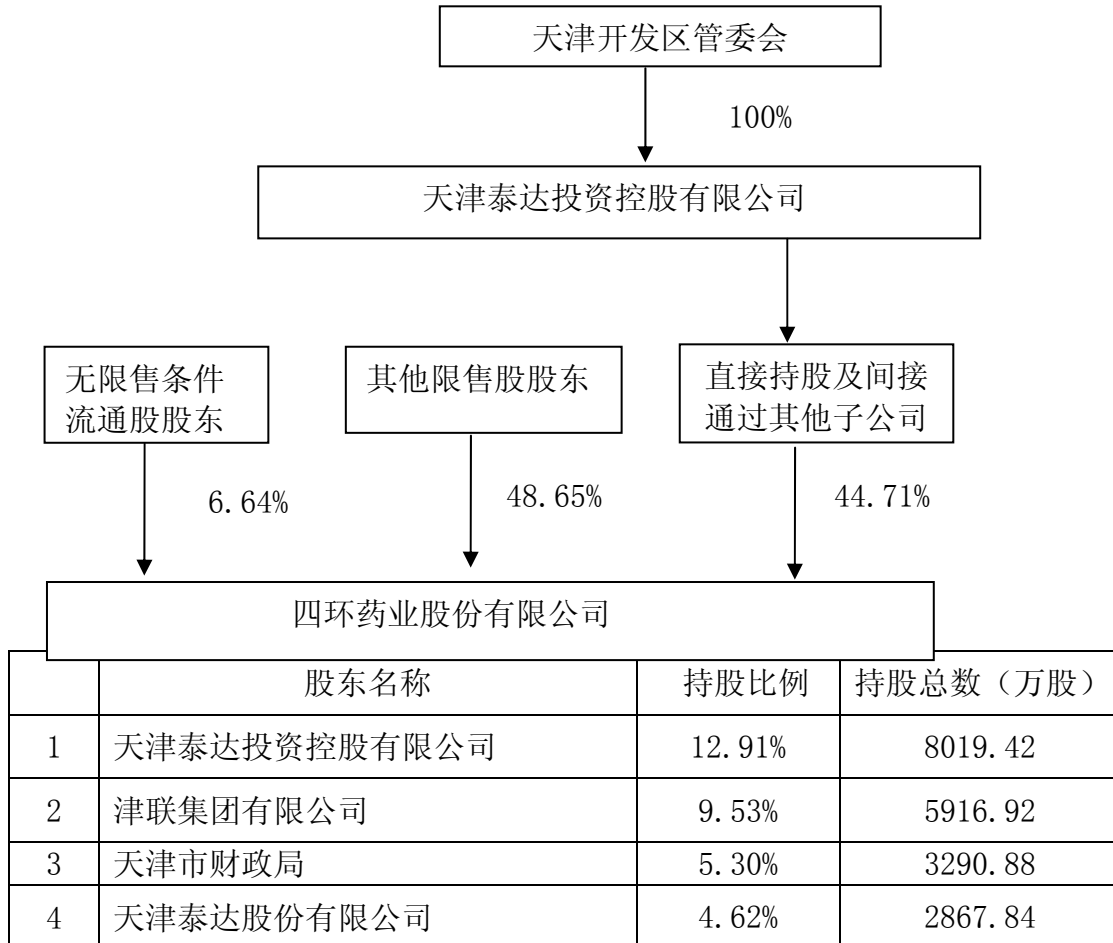 天津开发区管委会
100%
天津泰达投资控股有限公司
无限售条件
流通股股东
其他限售股股东
直接持股及间接
通过其他子公司
6.64%
48.65%
44.71%
四环药业股份有限公司
股东名称 持股比例 持股总数（万股）
1 天津泰达投资控股有限公司 12.91% 8019.42
2 津联集团有限公司 9.53% 5916.92
3 天津市财政局 5.30% 3290.88
4 天津泰达股份有限公司 4.62% 2867.84